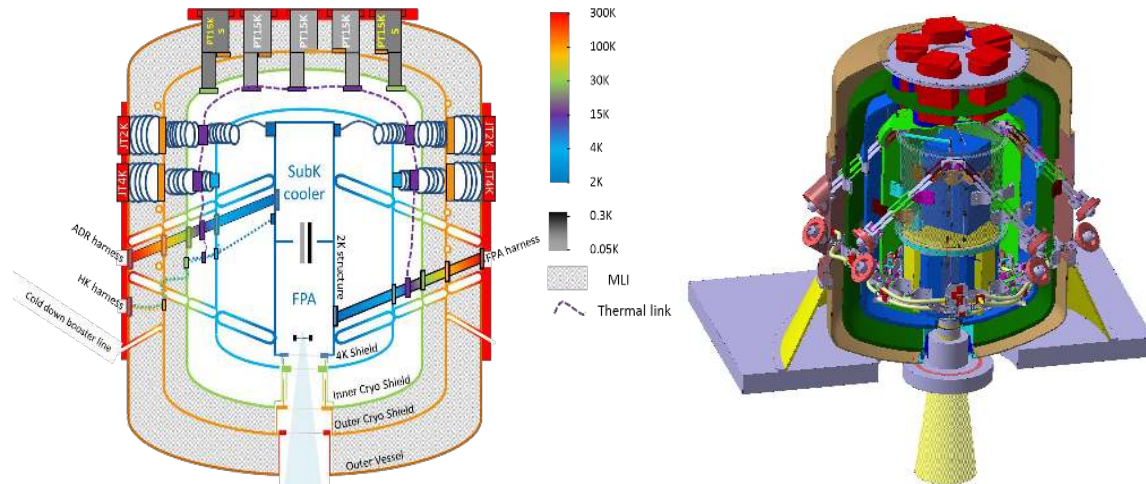 PT15K
S
PT15K
PT15K
PT15K
PT15K
S
300K
100K
30K
15K
4K
2K
0.3K
0.05K
MLI
Thermal link
JT2K
JT2K
JT4K
JT4K
SubK
cooler
2K structure
FPA
ADR harness
FPA harness
HK harness
Cold down booster line
4K Shield
Inner Cryo Shield
Outer Cryo Shield
Outer Vessel